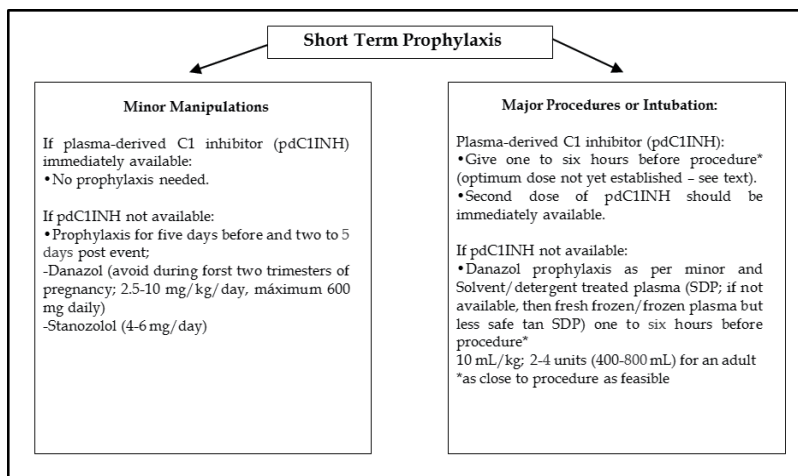 Short Term Prophylaxis
Minor Manipulations
If plasma-derived C1 inhibitor (pdC1INH)
immediately available:
•No prophylaxis needed.
If pdC1INH not available:
•Prophylaxis for five days before and two to 5
days post event;
-Danazol (avoid during forst two trimesters of
pregnancy; 2.5-10 mg/kg/day, máximum 600
mg daily)
-Stanozolol (4-6 mg/day)
Major Procedures or Intubation:
Plasma-derived C1 inhibitor (pdC1INH):
•Give one to six hours before procedure*
(optimum dose not yet established – see text).
•Second dose of pdC1INH should be
immediately available.
If pdC1INH not available:
•Danazol prophylaxis as per minor and
Solvent/detergent treated plasma (SDP; if not
available, then fresh frozen/frozen plasma but
less safe tan SDP) one to six hours before
procedure*
10 mL/kg; 2-4 units (400-800 mL) for an adult
*as close to procedure as feasible